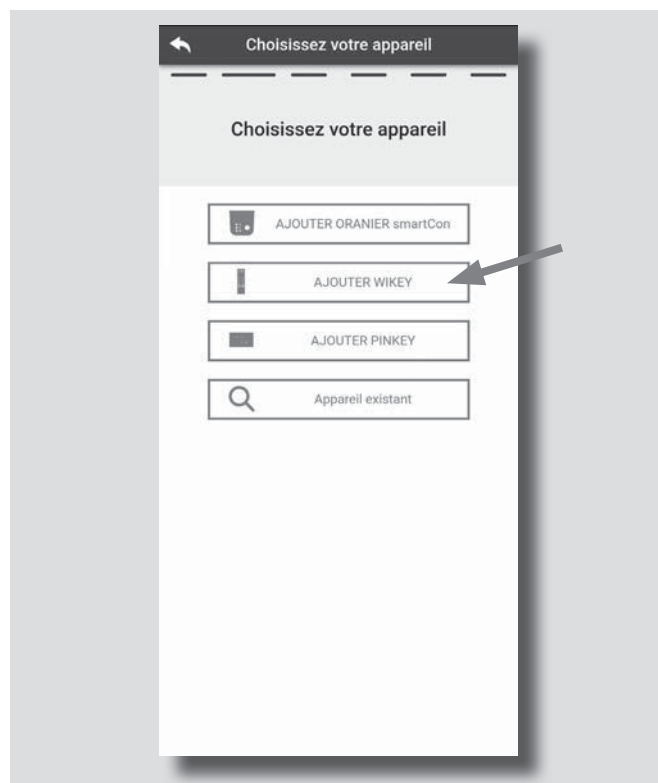 Choisissez votre appareil
Choisissez votre appareil
AJOUTER ORANIER smartCon
AJOUTER WIKEY
AJOUTER PINKEY
Appareil existant